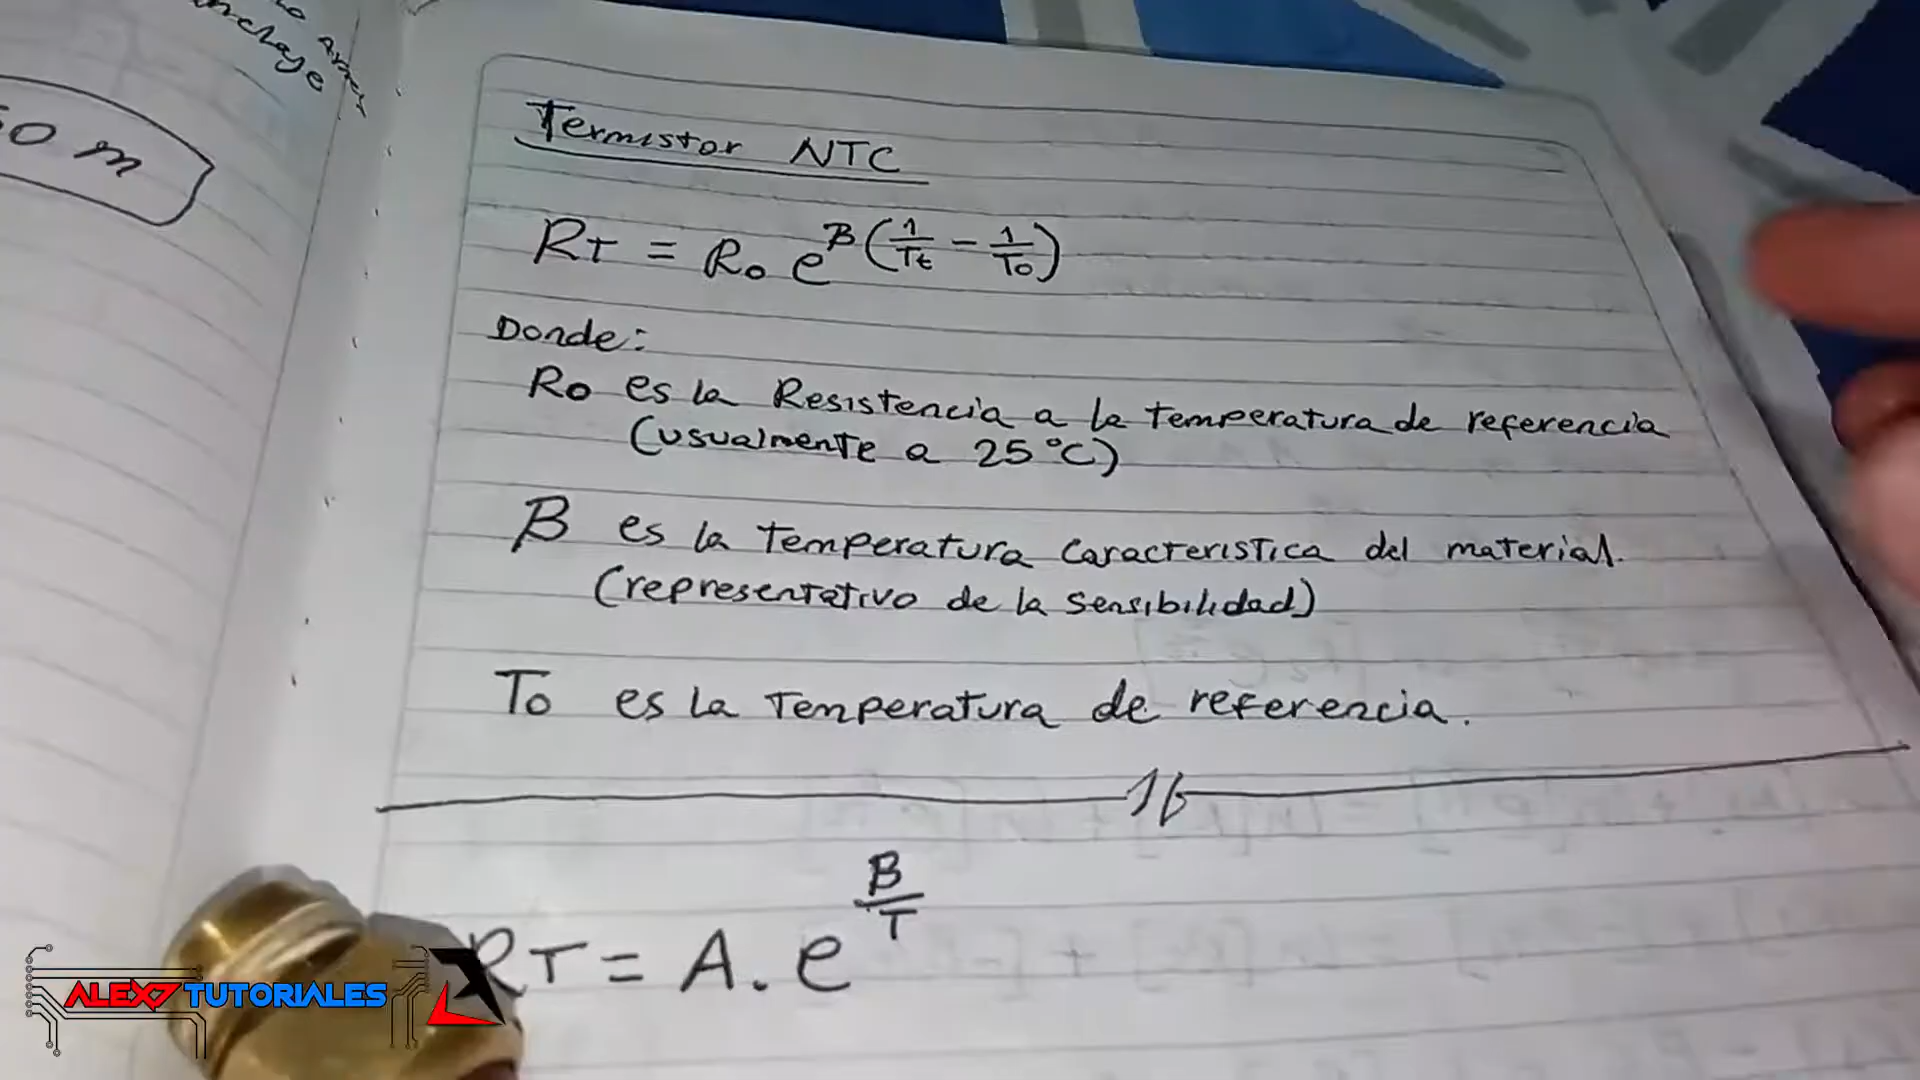 enclaje
50 m
Termistor NTC
RT = Ro e^B(1/Tt - 1/To)
Donde:
Ro es la Resistencia a la temperatura de referencia
(usualmente a 25 °C)
B es la temperatura caracteristica del material.
(representativo de la sensibilidad)
To es la Temperatura de referencia.
RT = A. e^B/T
ALEX7 TUTORIALES